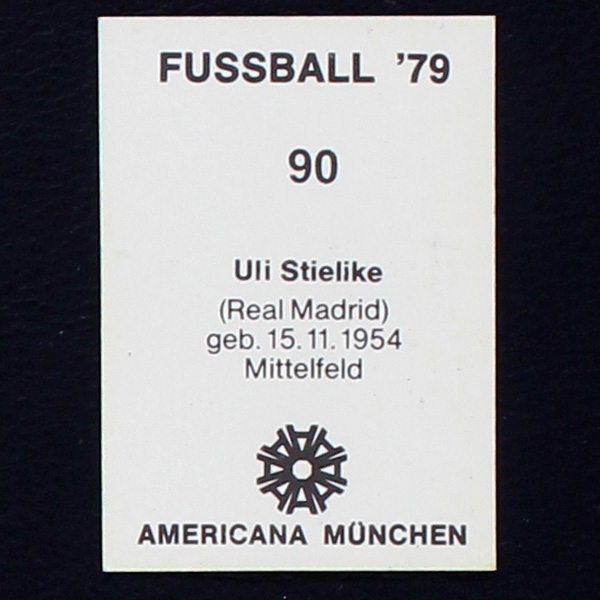 FUSSBALL ’79
90
Uli Stielike
(Real Madrid)
geb. 15.11.1954
Mittelfeld
AMERICANA MÜNCHEN